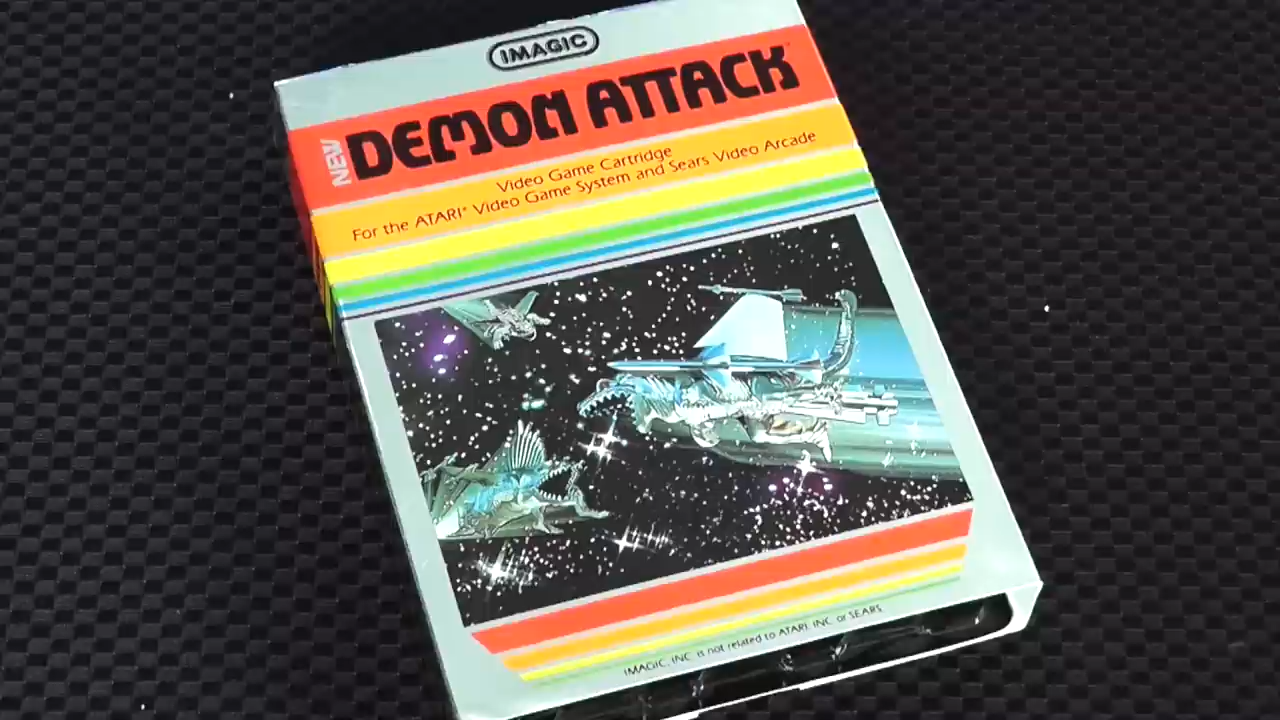 IMAGIC
NEW
DEMON ATTACK
Video Game Cartridge
For the ATARI® Video Game System and Sears Video Arcade
IMAGIC, INC. is not related to ATARI, INC. or SEARS.